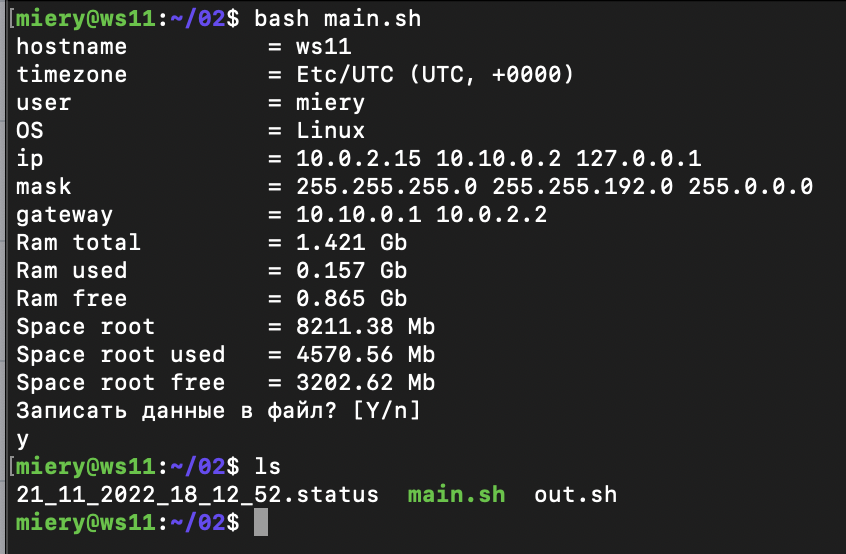 [miery@ws11:~/02$ bash main.sh
hostname          = ws11
timezone          = Etc/UTC (UTC, +0000)
user              = miery
OS                = Linux
ip                = 10.0.2.15 10.10.0.2 127.0.0.1
mask              = 255.255.255.0 255.255.192.0 255.0.0.0
gateway           = 10.10.0.1 10.0.2.2
Ram total         = 1.421 Gb
Ram used          = 0.157 Gb
Ram free          = 0.865 Gb
Space root        = 8211.38 Mb
Space root used   = 4570.56 Mb
Space root free   = 3202.62 Mb
Записать данные в файл? [Y/n]
y
[miery@ws11:~/02$ ls
21_11_2022_18_12_52.status  main.sh  out.sh
miery@ws11:~/02$